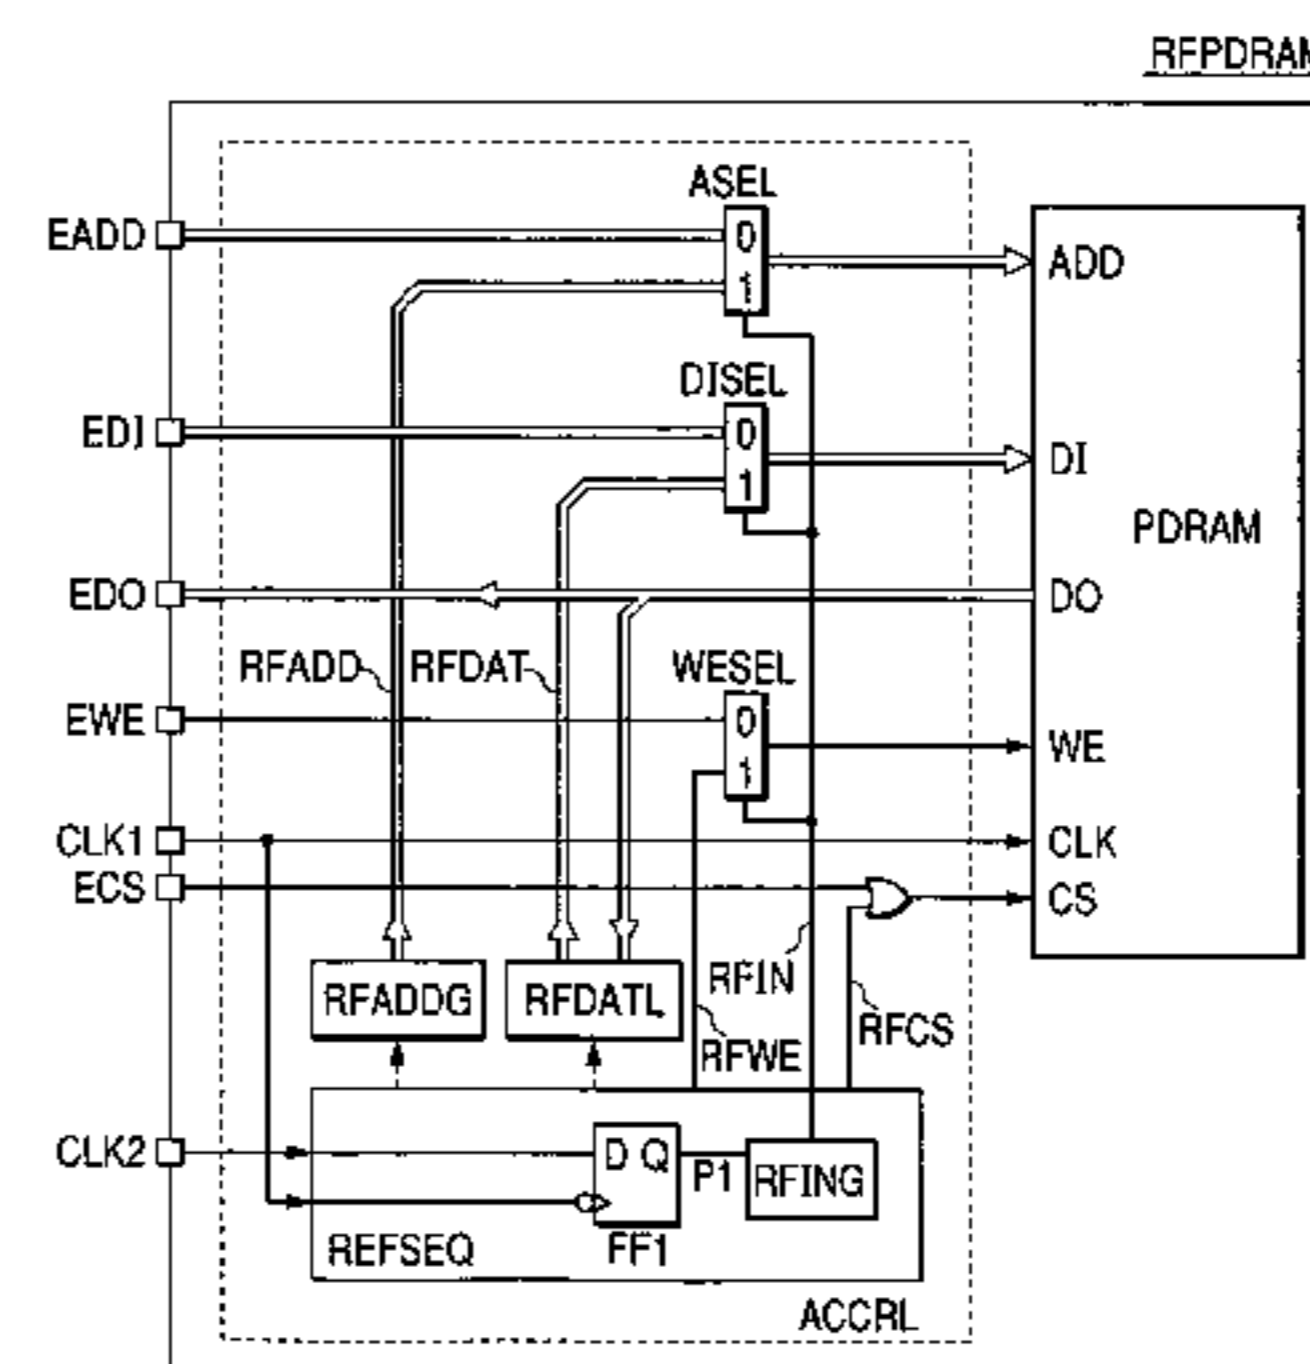 RFPDRAM
ASEL
EADD
0
ADD
1
DISEL
EDI
0
DI
1
PDRAM
EDO
DO
RFADD
RFDAT
WESEL
EWE
0
WE
1
CLK1
CLK
ECS
CS
RFIN
RFADDG
RFDATL
RFCS
RFWE
CLK2
D Q
P1
RFING
REFSEQ
FF1
ACCRL